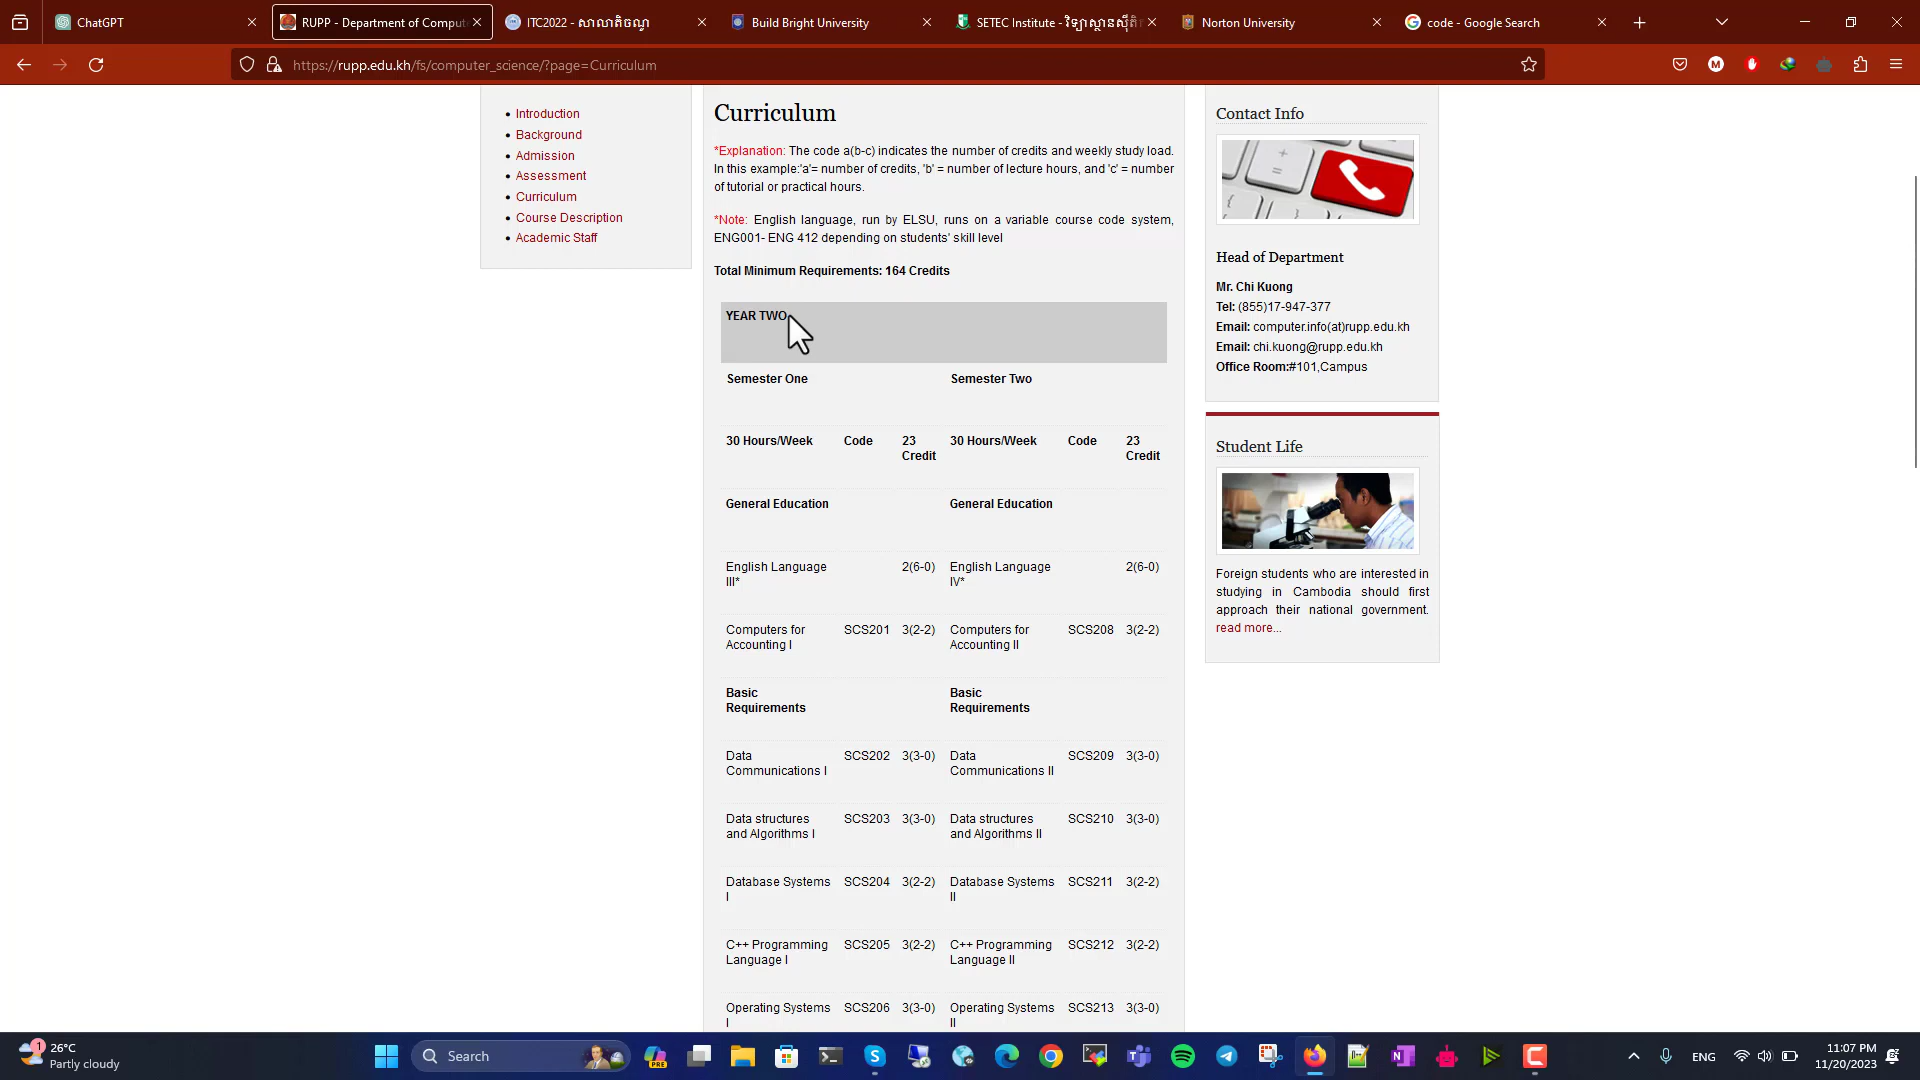 ChatGPT
RUPP - Department of Comput
ITC2022 - សាលាតិចណូ
Build Bright University
SETEC Institute - វិទ្យាស្ថានស៊ីតិ
Norton University
code - Google Search
https://rupp.edu.kh/fs/computer_science/?page=Curriculum
Introduction
Background
Admission
Assessment
Curriculum
Course Description
Academic Staff
Curriculum
*Explanation: The code a(b-c) indicates the number of credits and weekly study load.
In this example:'a'= number of credits, 'b' = number of lecture hours, and 'c' = number
of tutorial or practical hours.
*Note: English language, run by ELSU, runs on a variable course code system,
ENG001- ENG 412 depending on students' skill level
Total Minimum Requirements: 164 Credits
YEAR TWO
Semester One Semester Two
30 Hours/Week Code 23 30 Hours/Week Code 23
Credit Credit
General Education General Education
English Language 2(6-0) English Language 2(6-0)
III* IV*
Computers for SCS201 3(2-2) Computers for SCS208 3(2-2)
Accounting I Accounting II
Basic Basic
Requirements Requirements
Data SCS202 3(3-0) Data SCS209 3(3-0)
Communications I Communications II
Data structures SCS203 3(3-0) Data structures SCS210 3(3-0)
and Algorithms I and Algorithms II
Database Systems SCS204 3(2-2) Database Systems SCS211 3(2-2)
I II
C++ Programming SCS205 3(2-2) C++ Programming SCS212 3(2-2)
Language I Language II
Operating Systems SCS206 3(3-0) Operating Systems SCS213 3(3-0)
I II
Contact Info
Head of Department
Mr. Chi Kuong
Tel: (855)17-947-377
Email: computer.info(at)rupp.edu.kh
Email: chi.kuong@rupp.edu.kh
Office Room:#101,Campus
Student Life
Foreign students who are interested in
studying in Cambodia should first
approach their national government.
read more...
1
26°C
Partly cloudy
Search
PRE
ENG
11:07 PM
11/20/2023